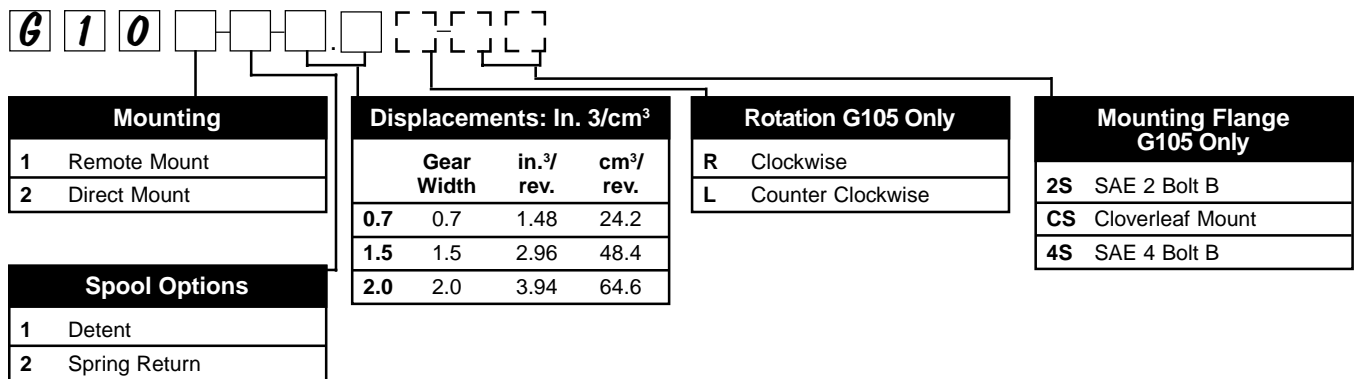 G 1 0 - - .  -
Mounting
1 Remote Mount
2 Direct Mount
Spool Options
1 Detent
2 Spring Return
Displacements: In. 3/cm³
Gear Width in.³/ rev. cm³/ rev.
0.7 0.7 1.48 24.2
1.5 1.5 2.96 48.4
2.0 2.0 3.94 64.6
Rotation G105 Only
R Clockwise
L Counter Clockwise
Mounting Flange
G105 Only
2S SAE 2 Bolt B
CS Cloverleaf Mount
4S SAE 4 Bolt B